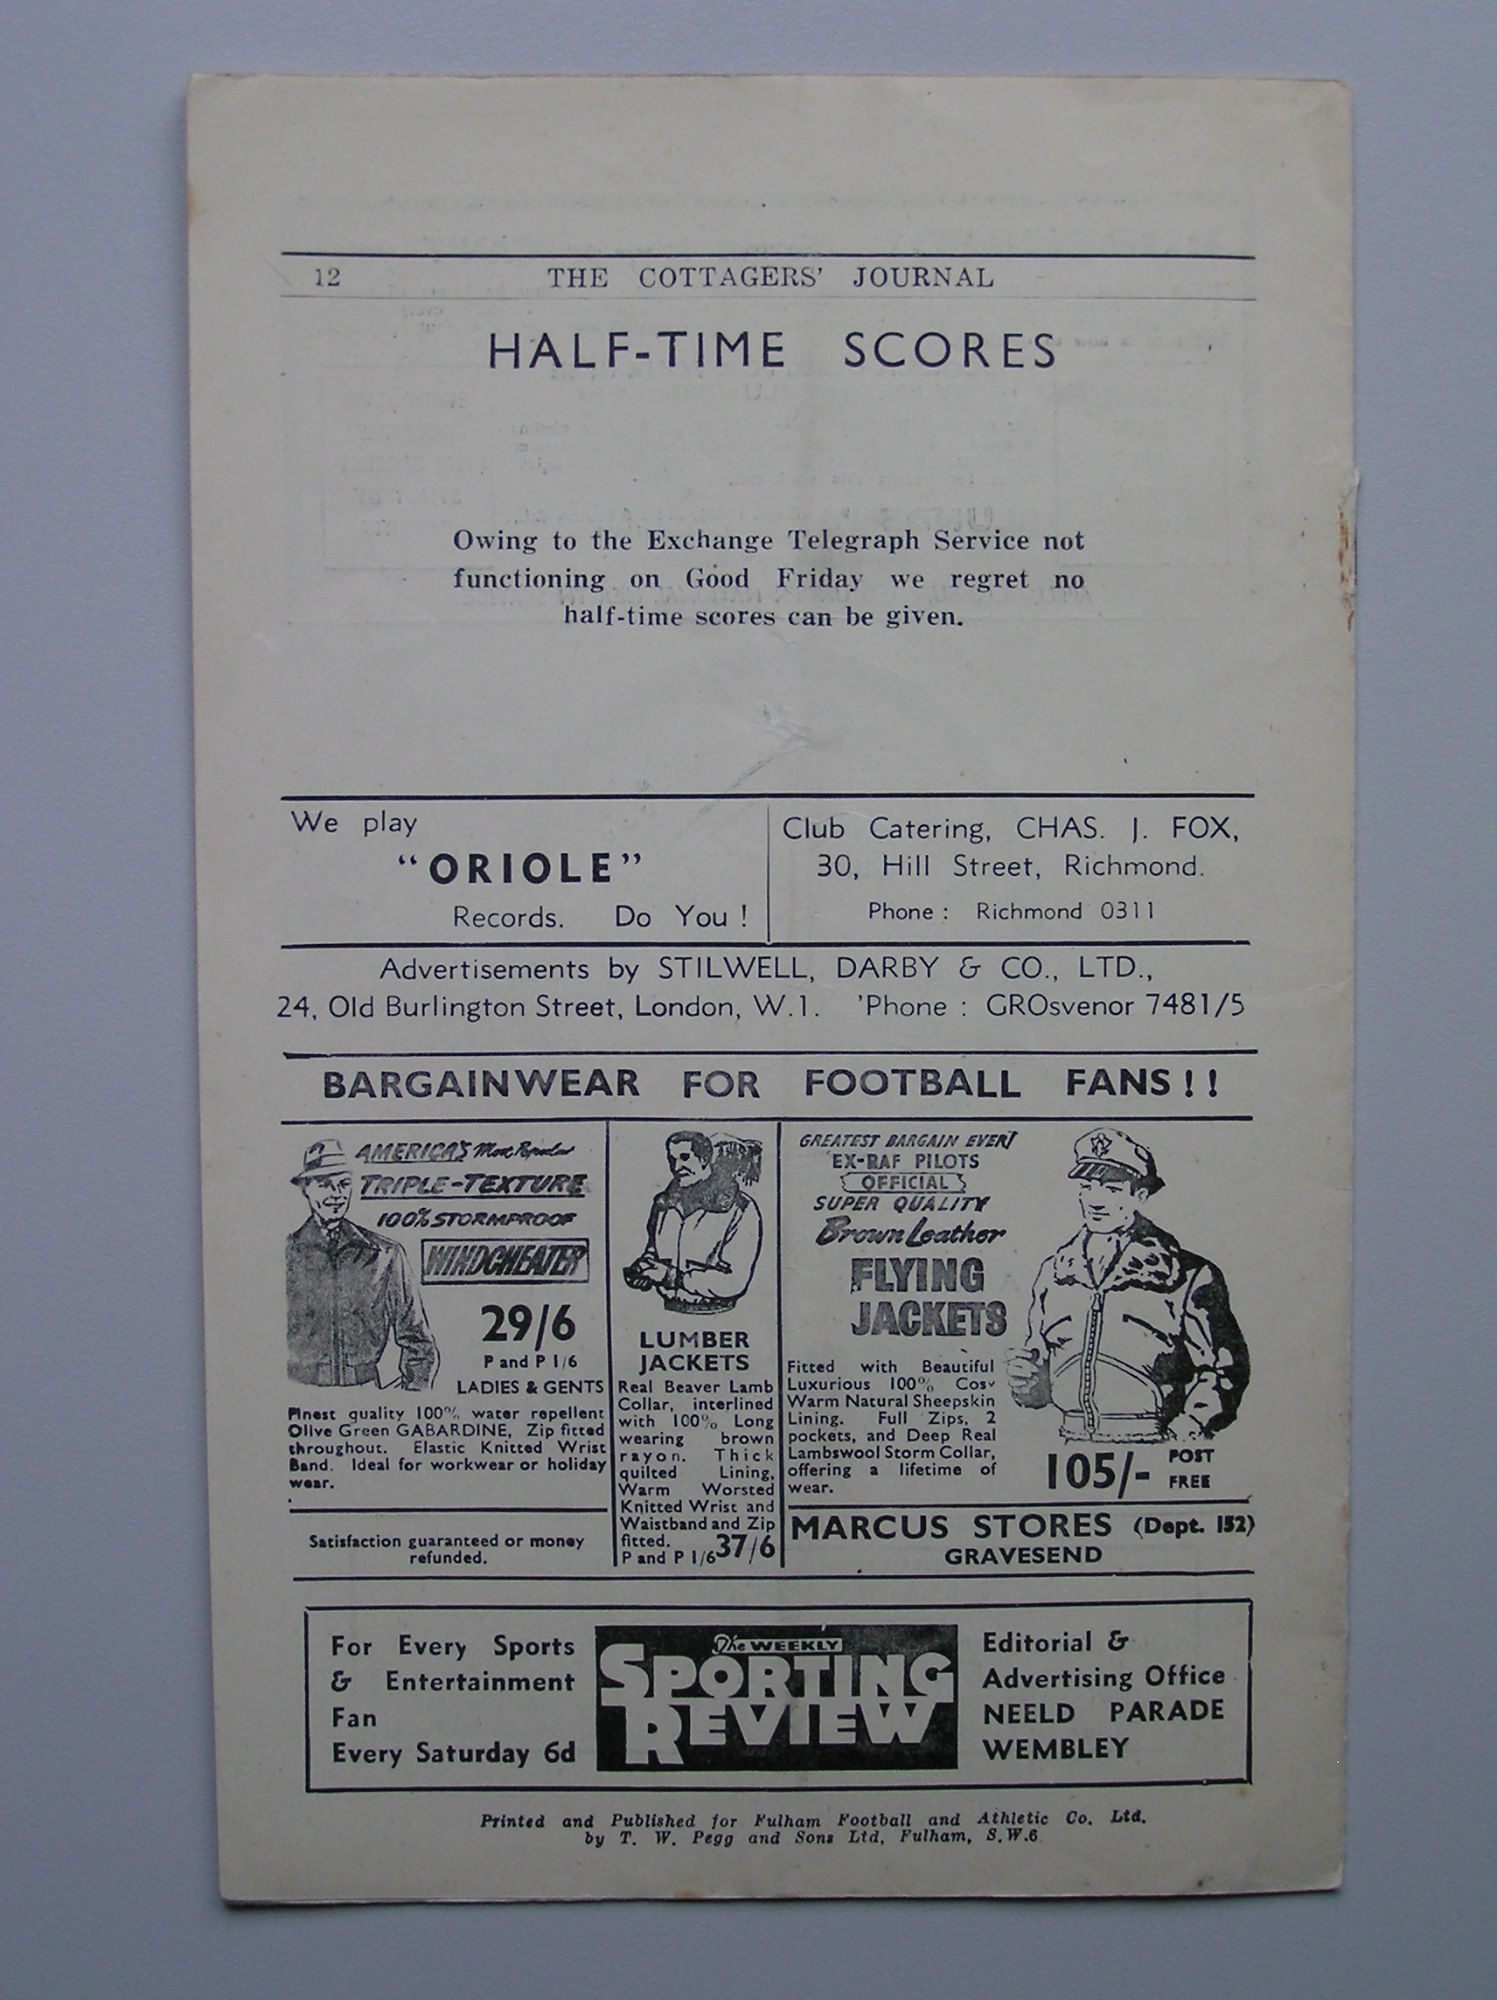 12 THE COTTAGERS' JOURNAL
HALF-TIME SCORES
Owing to the Exchange Telegraph Service not
functioning on Good Friday we regret no
half-time scores can be given.
We play
"ORIOLE"
Records. Do You !
Club Catering, CHAS. J. FOX,
30, Hill Street, Richmond.
Phone : Richmond 0311
Advertisements by STILWELL, DARBY & CO., LTD.,
24, Old Burlington Street, London, W.1. 'Phone : GROsvenor 7481/5
BARGAINWEAR FOR FOOTBALL FANS!!
AMERICA'S Most Popular
TRIPLE-TEXTURE
100% STORMPROOF
WINDCHEATER
29/6
P and P 1/6
LADIES & GENTS
Finest quality 100% water repellent
Olive Green GABARDINE, Zip fitted
throughout. Elastic Knitted Wrist
Band. Ideal for workwear or holiday
wear.
Satisfaction guaranteed or money
refunded.
LUMBER
JACKETS
Real Beaver Lamb
Collar, interlined
with 100% Long
wearing brown
rayon. Thick
quilted Lining,
Warm Worsted
Knitted Wrist and
Waistband and Zip
fitted.
P and P 1/6 37/6
GREATEST BARGAIN EVER!
EX-RAF PILOTS
OFFICIAL
SUPER QUALITY
Brown Leather
FLYING
JACKETS
Fitted with Beautiful
Luxurious 100% Cosy
Warm Natural Sheepskin
Lining. Full Zips, 2
pockets, and Deep Real
Lambswool Storm Collar,
offering a lifetime of
wear.
105/- POST
FREE
MARCUS STORES (Dept. 152)
GRAVESEND
For Every Sports
& Entertainment
Fan
Every Saturday 6d
The WEEKLY
SPORTING
REVIEW
Editorial &
Advertising Office
NEELD PARADE
WEMBLEY
Printed and Published for Fulham Football and Athletic Co. Ltd.
by T. W. Pegg and Sons Ltd, Fulham, S.W.6